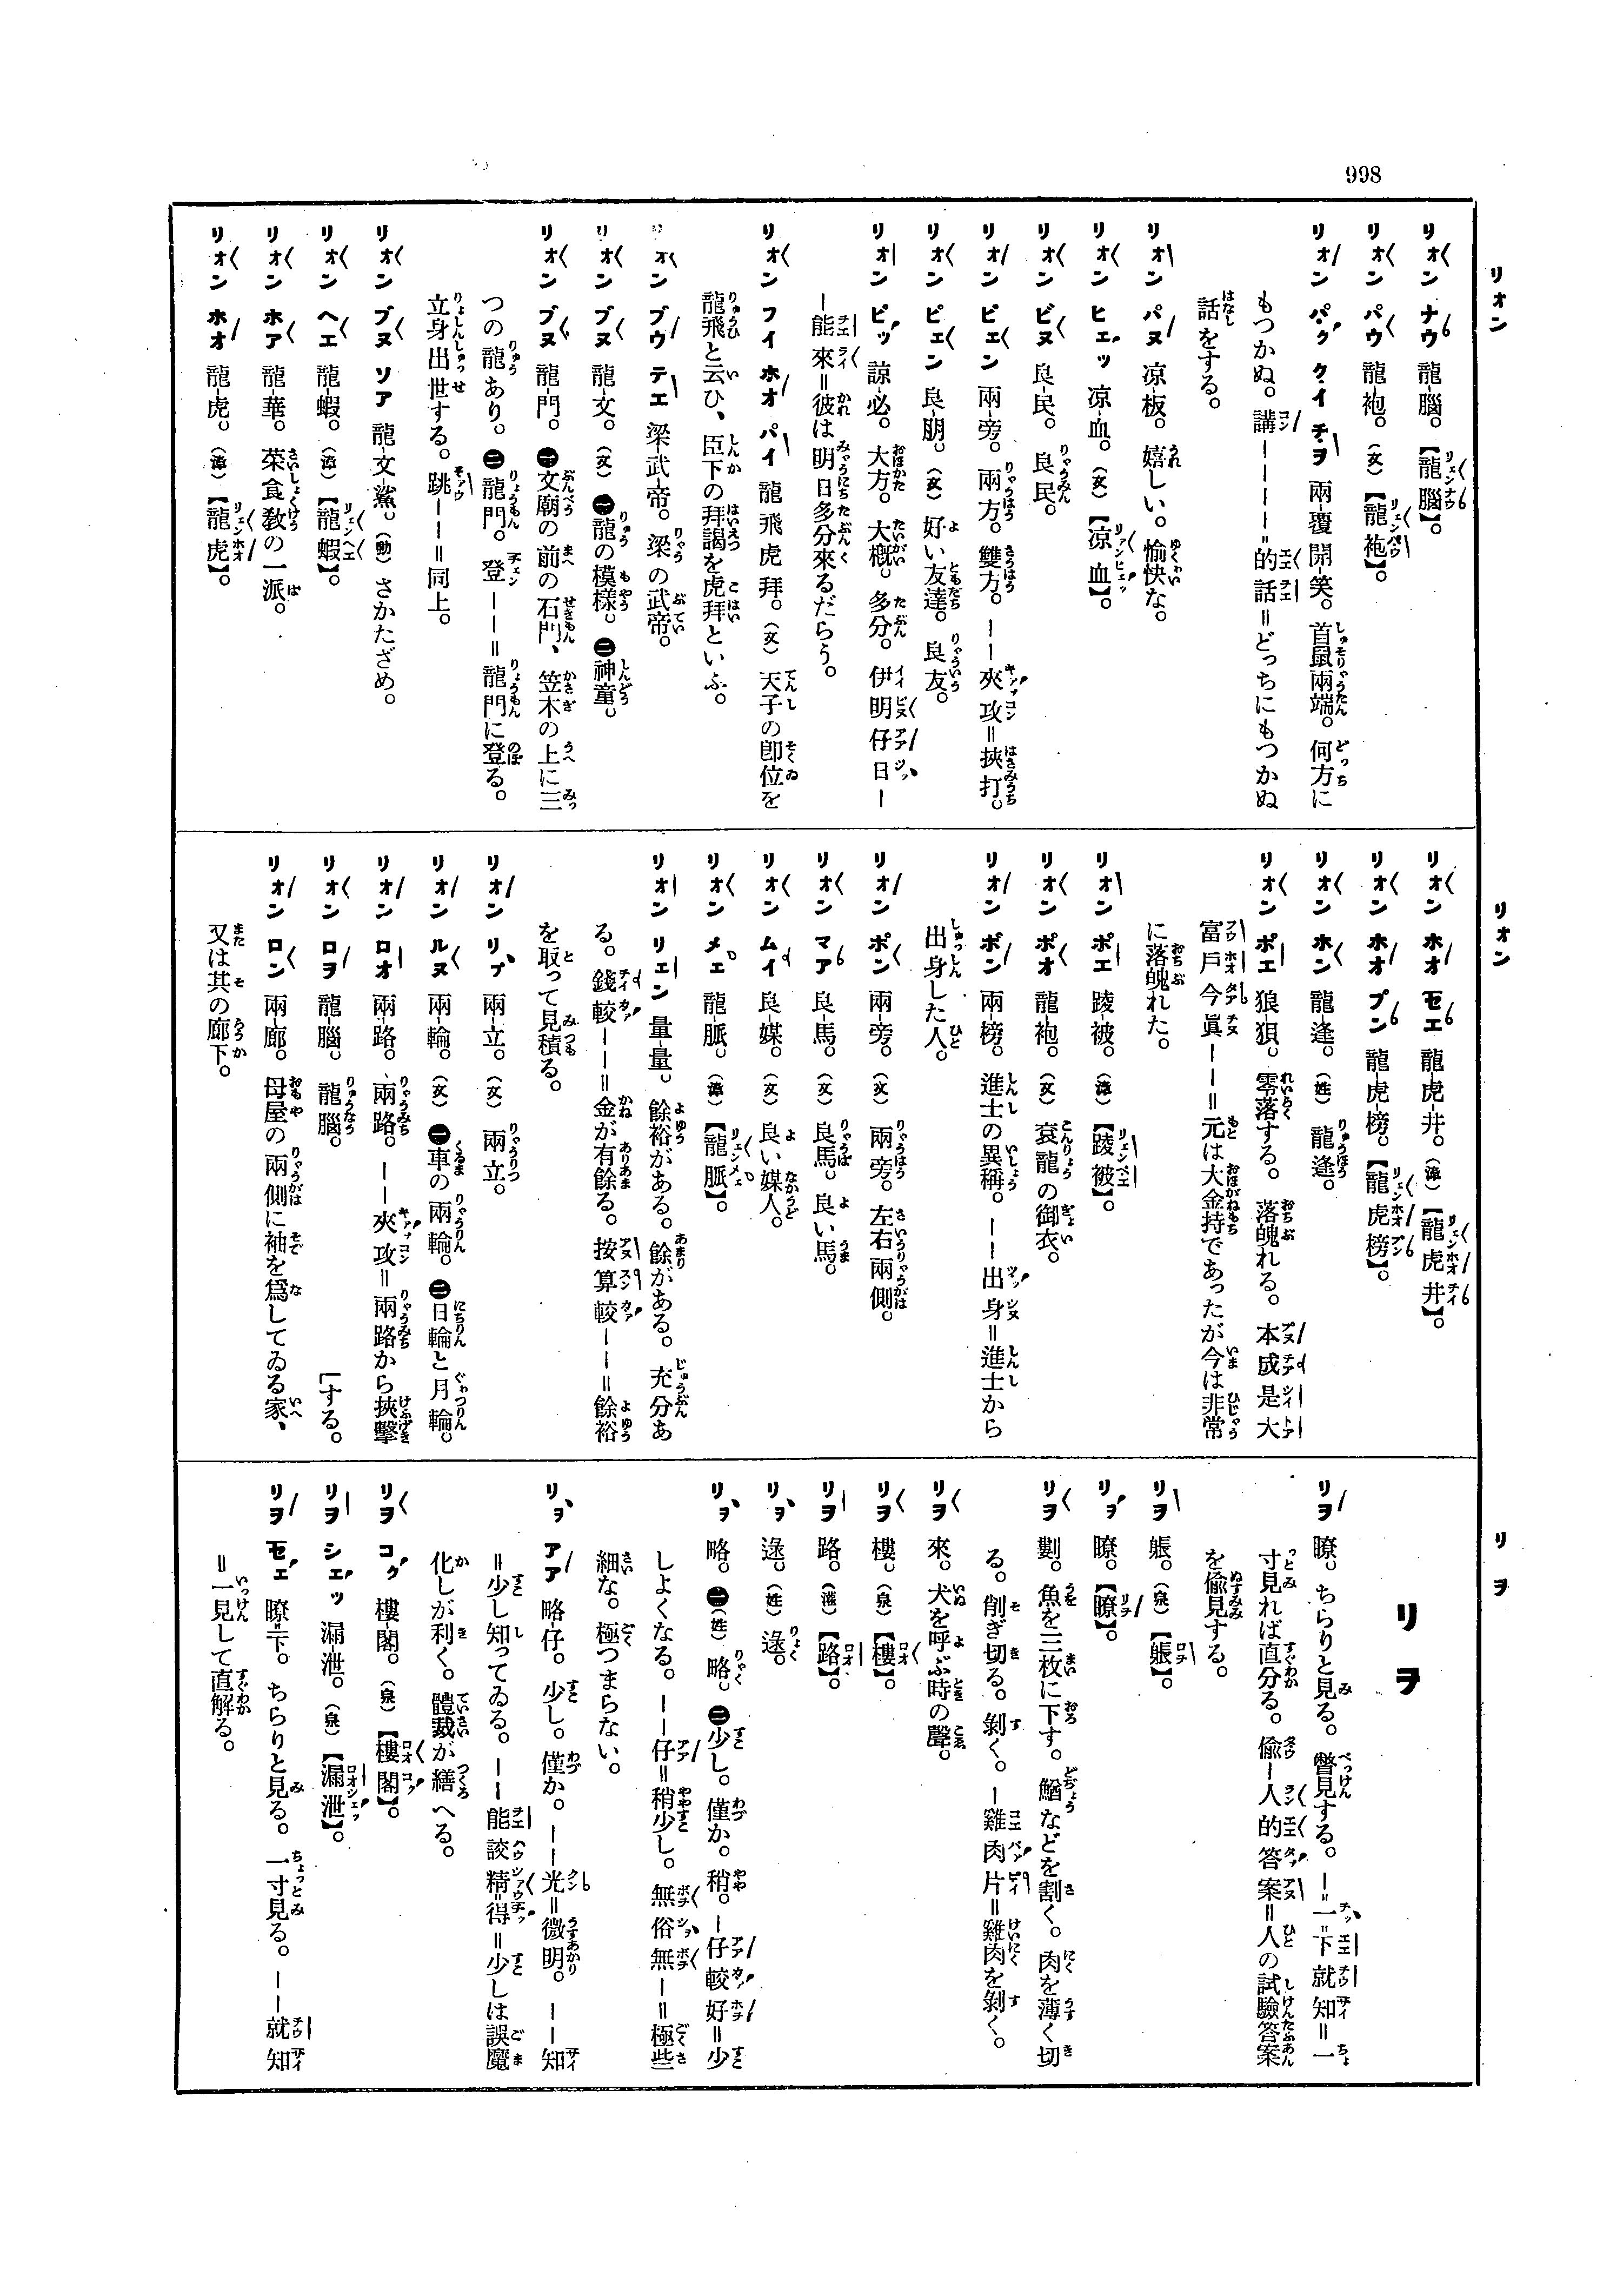 998
リオン
リオン ナウ 龍-腦。【龍腦】。
リオン パウ 龍-袍。(文)【龍袍】。
リオン パク クイ チヲ 兩-覆 開-笑。首鼠兩端。何方に
もつかぬ。講ーーーー=的話=どっちにもつかぬ
話をする。
リオン パヌ 凉-板。嬉しい。愉快な。
リオン ヒェッ 凉-血。(文)【凉血】。
リオン ビヌ 良-民。良民。
リオン ピェン 兩-旁。兩方。雙方。ーー夾攻=挾打。
リオン ピェン 良-朋。(文)好い友達。良友。
リオン ピッ 諒-必。大方。大槪。多分。伊明仔日ー
ー能來=彼は明日多分來るだらう。
リオン フイ ホオ パイ 龍飛虎拜。(文)天子の卽位を
龍飛と云ひ、臣下の拜謁を虎拜といふ。
リオン ブウ テエ 梁-武-帝。梁の武帝。
リオン ブヌ 龍-文。(文)㊀龍の模樣。㊁神童。
リオン ブヌ 龍-門。㊀文廟の前の石門、笠木の上に三
つの龍あり。㊁龍門。登ーー=龍門に登る。
立身出世する。跳ーー=同上。
リオン ブヌ ソア 龍-文-鯊。(動)さかたざめ。
リオン ヘエ 龍-蝦。(漳)【龍蝦】。
リオン ホア 龍-華。菜食敎の一派。
リオン ホオ 龍-虎。(漳)【龍虎】。
リオン
リオン ホオ モエ 龍-虎-井。(漳)【龍虎井】。
リオン ホオ プン 龍-虎-榜。【龍虎榜】。
リオン ホン 龍逢。(姓)龍逢。
リオン ポエ 狼-狽。零落する。落魄れる。本成是大
富戶今眞ーー=元は大金持であったが今は非常
に落魄れた。
リオン ポエ 踜-被。(漳)【踜被】。
リオン ポオ 龍-袍。(文)袞龍の御衣。
リオン ポン 兩-榜。進士の異稱。ーー出身=進士から
出身した人。
リオン ポン 兩-旁。(文)兩旁。左右兩側。
リオン マア 良-馬。(文)良馬。良い馬。
リオン ムイ 良-媒。(文)良い媒人。
リオン メェ 龍-脈。(漳)【龍脈】。
リオン リェン 量-量。餘裕がある。餘がある。充分あ
る。錢較ーー=金が有餘る。按算較ーー=餘裕
を取って見積る。
リオン リプ 兩-立。(文)兩立。
リオン ルヌ 兩-輪。(文)㊀車の兩輪。㊁日輪と月輪。
リオン ロオ 兩-路。兩路。ーー夾攻=兩路から挾擊
リオン ロヲ 龍-腦。龍腦。 [する。
リオン ロン 兩-廊。母屋の兩側に袖を爲してゐる家、
又は其の廊下。
リヲ
リヲ
リヲ 瞭。ちらりと見る。瞥見する。ー=一=下就知=一
寸見れば直分る。偸ー人的答案=人の試驗答案
を偸見する。
リヲ 賬。(泉)【賬】。
リヲ 瞭。【瞭】。
リヲ 剿。魚を三枚に下す。鰌などを割く。肉を薄く切
る。削ぎ切る。剝く。ー雞肉片=雞肉を剝く。
リヲ 來。犬を呼ぶ時の聲。
リヲ 樓。(泉)【樓】。
リヲ 路。(漳)【路】。
リヲ 逯。(姓)逯。
リヲ 略。㊀(姓)略。㊁少し。僅か。稍。ー仔較好=少
しよくなる。ーー仔=稍少し。無俗無ー=極些
細な。極つまらない。
リヲ アア 略-仔。少し。僅か。ーー光=微明。ーー知
=少し知ってゐる。ーー能設精=得=少しは誤魔
化しが利く。體裁が繕へる。
リヲ コク 樓-閣。(泉)【樓閣】。
リヲ シェッ 漏-泄。(泉)【漏泄】。
リヲ モェ 瞭=下。ちらりと見る。一寸見る。ーー就知
=一見して直解る。